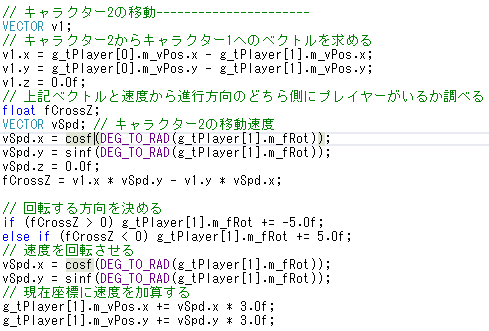 // キャラクター2の移動----------------------
VECTOR v1;
// キャラクター2からキャラクター1へのベクトルを求める
v1.x = g_tPlayer[0].m_vPos.x - g_tPlayer[1].m_vPos.x;
v1.y = g_tPlayer[0].m_vPos.y - g_tPlayer[1].m_vPos.y;
v1.z = 0.0f;
// 上記ベクトルと速度から進行方向のどちら側にプレイヤーがいるか調べる
float fCrossZ;
VECTOR vSpd; // キャラクター2の移動速度
vSpd.x = cosf(DEG_TO_RAD(g_tPlayer[1].m_fRot));
vSpd.y = sinf(DEG_TO_RAD(g_tPlayer[1].m_fRot));
vSpd.z = 0.0f;
fCrossZ = v1.x * vSpd.y - v1.y * vSpd.x;

// 回転する方向を決める
if (fCrossZ > 0) g_tPlayer[1].m_fRot += -5.0f;
else if (fCrossZ < 0) g_tPlayer[1].m_fRot += 5.0f;
// 速度を回転させる
vSpd.x = cosf(DEG_TO_RAD(g_tPlayer[1].m_fRot));
vSpd.y = sinf(DEG_TO_RAD(g_tPlayer[1].m_fRot));
// 現在座標に速度を加算する
g_tPlayer[1].m_vPos.x += vSpd.x * 3.0f;
g_tPlayer[1].m_vPos.y += vSpd.y * 3.0f;